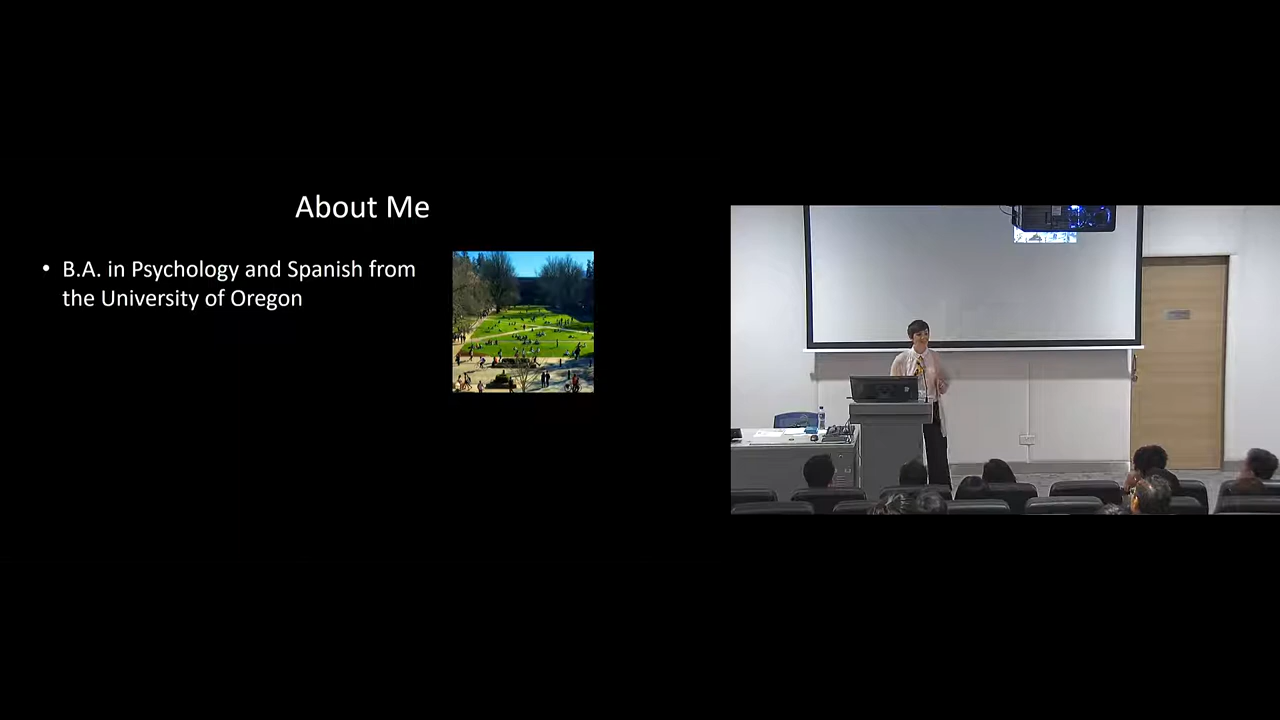 About Me
• B.A. in Psychology and Spanish from
the University of Oregon